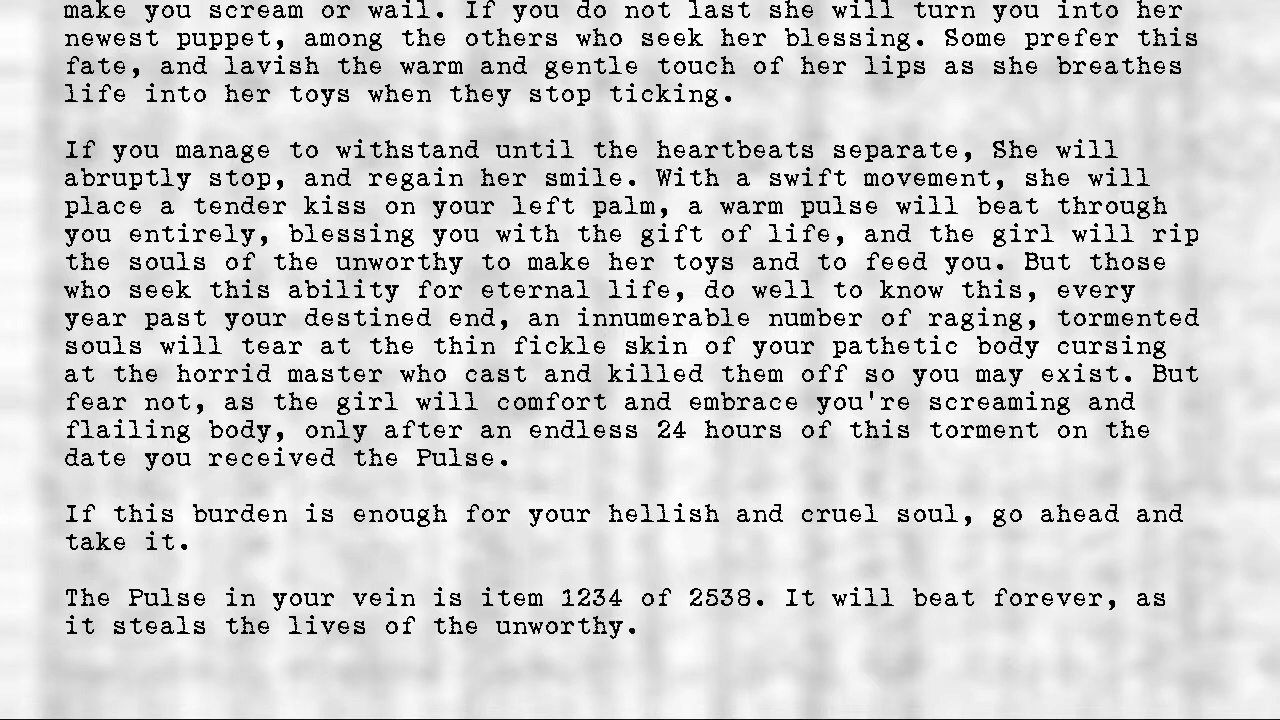 make you scream or wail. If you do not last she will turn you into her
newest puppet, among the others who seek her blessing. Some prefer this
fate, and lavish the warm and gentle touch of her lips as she breathes
life into her toys when they stop ticking.
If you manage to withstand until the heartbeats separate, She will
abruptly stop, and regain her smile. With a swift movement, she will
place a tender kiss on your left palm, a warm pulse will beat through
you entirely, blessing you with the gift of life, and the girl will rip
the souls of the unworthy to make her toys and to feed you. But those
who seek this ability for eternal life, do well to know this, every
year past your destined end, an innumerable number of raging, tormented
souls will tear at the thin fickle skin of your pathetic body cursing
at the horrid master who cast and killed them off so you may exist. But
fear not, as the girl will comfort and embrace you're screaming and
flailing body, only after an endless 24 hours of this torment on the
date you received the Pulse.
If this burden is enough for your hellish and cruel soul, go ahead and
take it.
The Pulse in your vein is item 1234 of 2538. It will beat forever, as
it steals the lives of the unworthy.